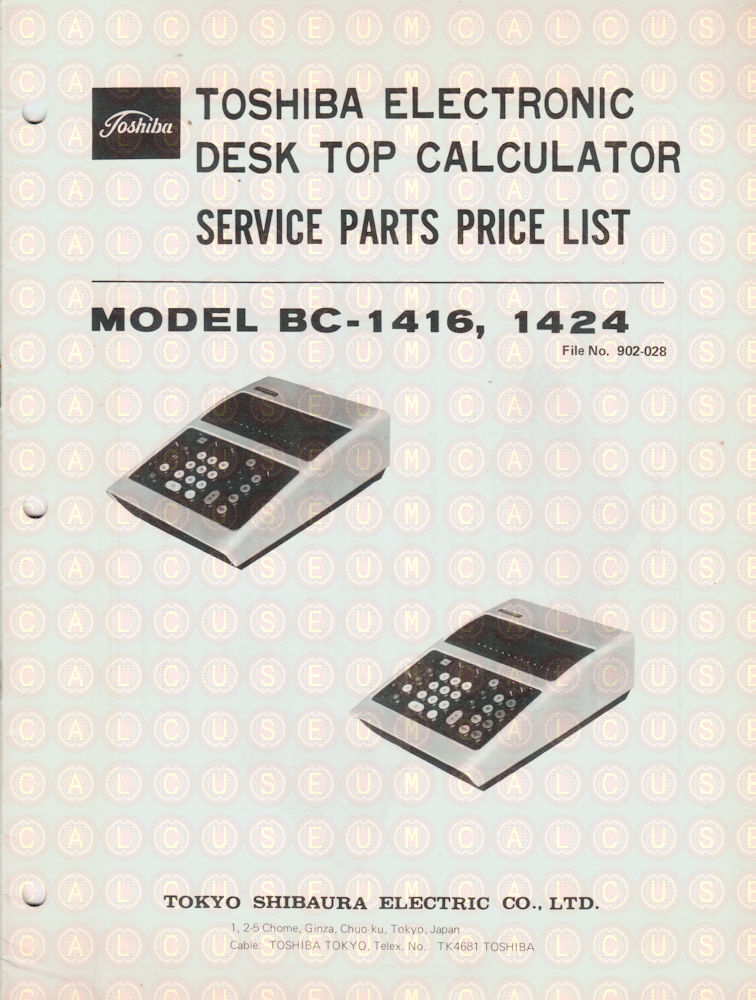 Toshiba
TOSHIBA ELECTRONIC
DESK TOP CALCULATOR
SERVICE PARTS PRICE LIST
MODEL BC-1416, 1424
File No. 902-028
TOKYO SHIBAURA ELECTRIC CO., LTD.
1, 2-5 Chome, Ginza, Chuo-ku, Tokyo, Japan
Cable: TOSHIBA TOKYO, Telex. No. TK4681 TOSHIBA
CALCUSEUM